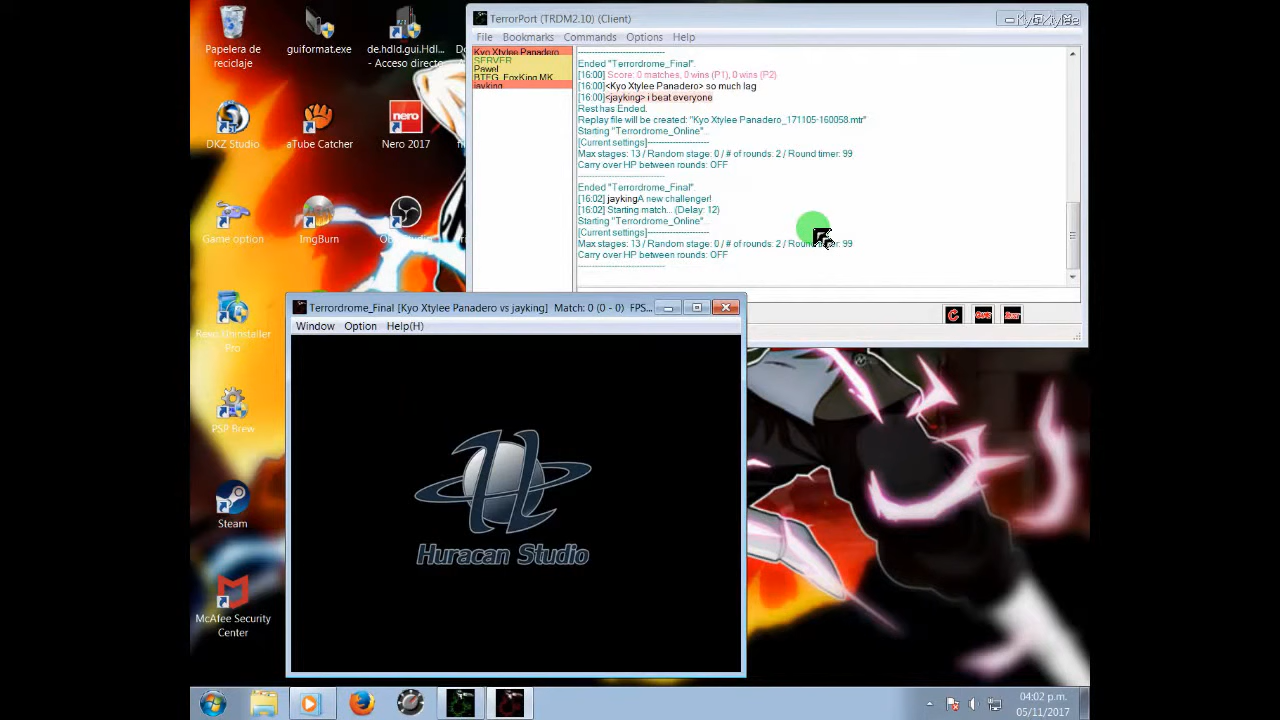 Papelera de
reciclaje
guiformat.exe
de.hdld.gui.Hdl...
- Acceso directo
DKZ Studio
aTube Catcher
Nero 2017
Game option
ImgBurn
Revo Uninstaller
Pro
PSP Brew
Steam
McAfee Security
Center
TerrorPort (TRDM2.10) (Client)
KyoXtylee
File Bookmarks Commands Options Help
Kyo Xtylee Panadero
SERVER
Pawel
BTEG_FoxKing MK
jayking
Ended "Terrordrome_Final".
[16:00] Score: 0 matches, 0 wins (P1), 0 wins (P2)
[16:00]<Kyo Xtylee Panadero> so much lag
[16:00]<jayking> i beat everyone
Rest has Ended.
Replay file will be created: "Kyo Xtylee Panadero_171105-160058.mtr"
Starting "Terrordrome_Online"..
[Current settings]----------------------
Max stages: 13 / Random stage: 0 / # of rounds: 2 / Round timer: 99
Carry over HP between rounds: OFF
------------------------------
Ended "Terrordrome_Final".
[16:02] jayking A new challenger!
[16:02] Starting match... (Delay: 12)
Starting "Terrordrome_Online"..
[Current settings]----------------------
Max stages: 13 / Random stage: 0 / # of rounds: 2 / Round timer: 99
Carry over HP between rounds: OFF
------------------------------
Terrordrome_Final [Kyo Xtylee Panadero vs jayking] Match: 0 (0 - 0) FPS...
Window Option Help(H)
Huracan Studio
04:02 p.m.
05/11/2017